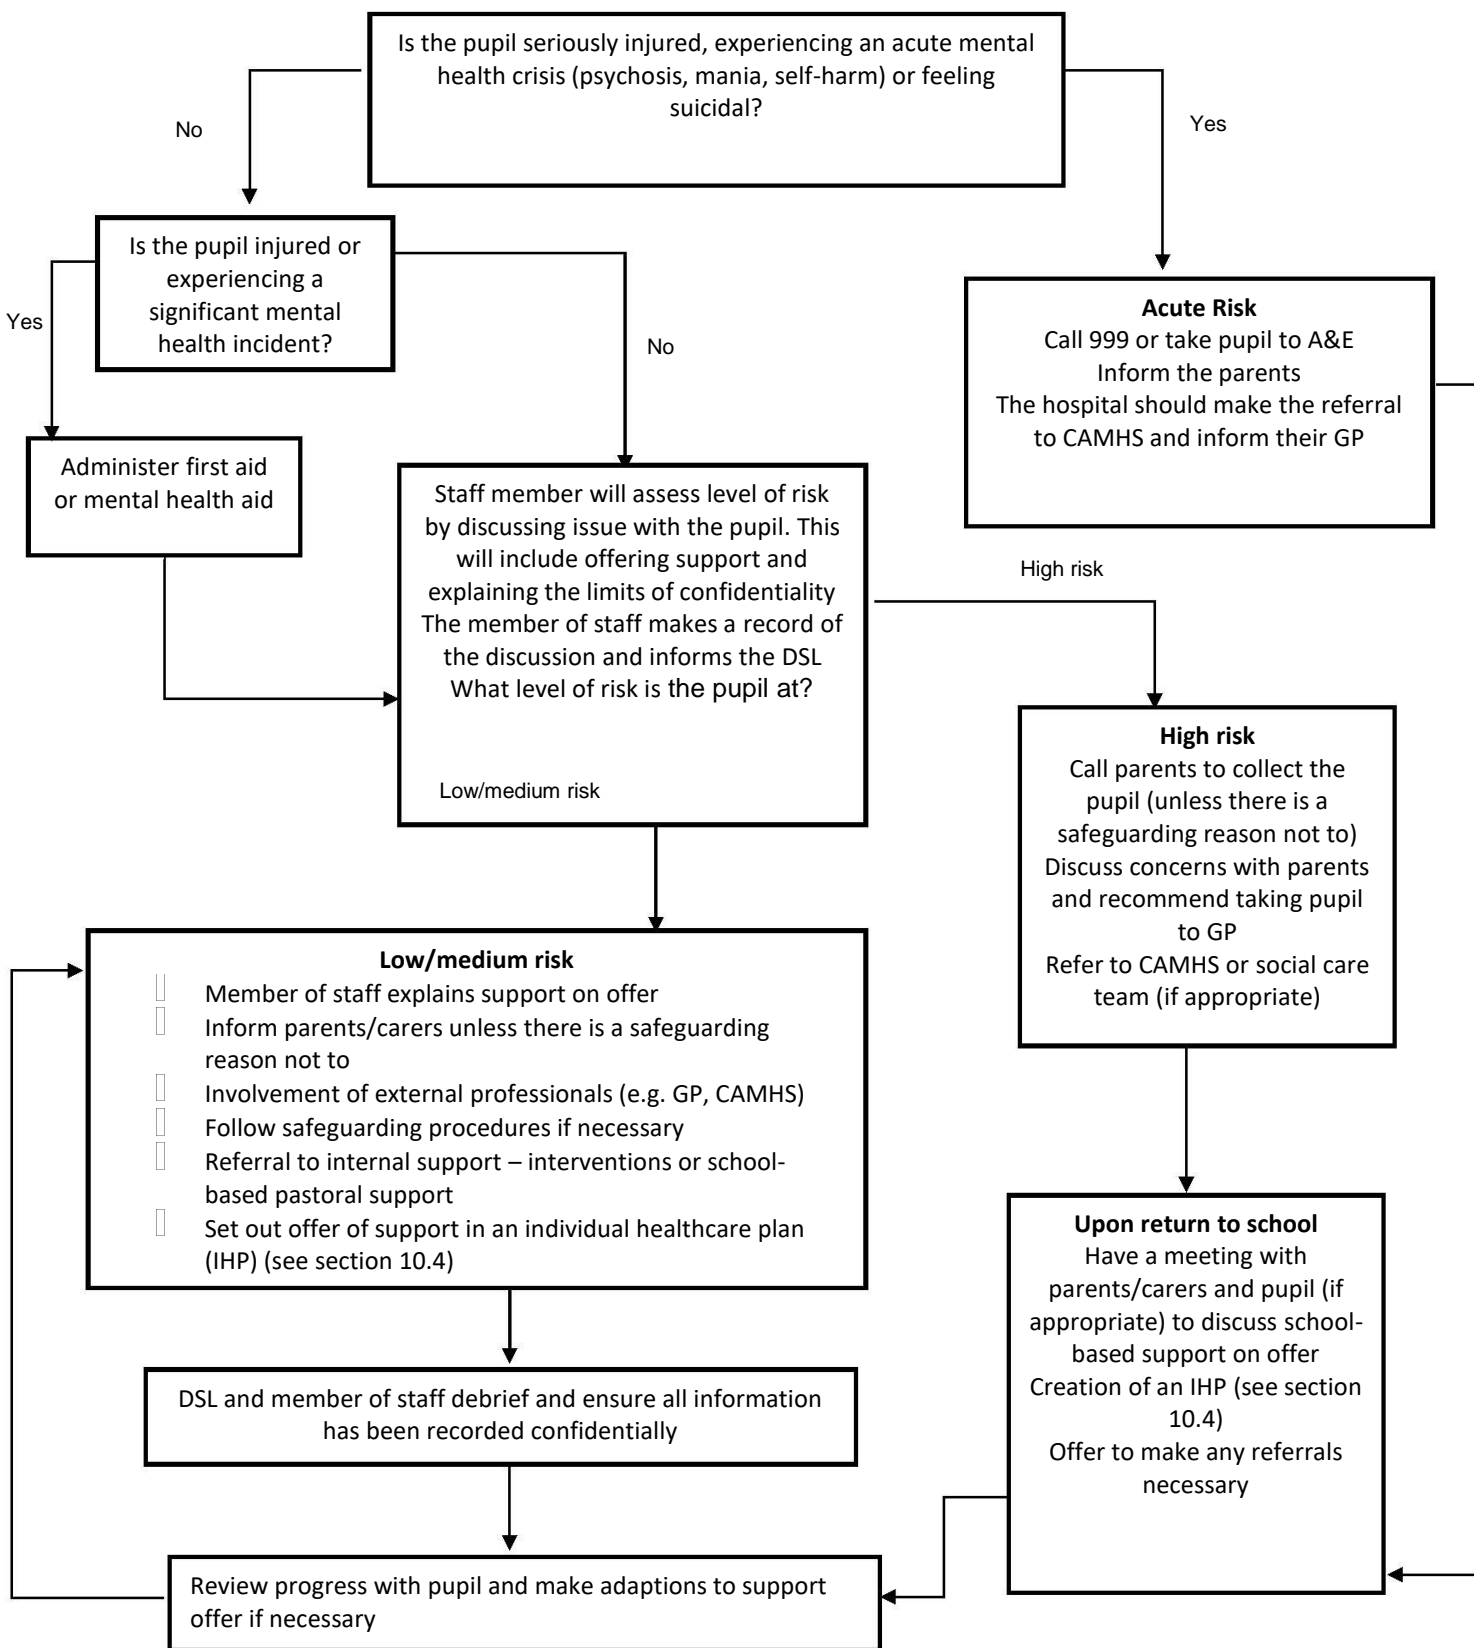 Is the pupil seriously injured, experiencing an acute mental
health crisis (psychosis, mania, self-harm) or feeling
suicidal?
No
Yes
Is the pupil injured or
experiencing a
significant mental
health incident?
Yes
No
Acute Risk
Call 999 or take pupil to A&E
Inform the parents
The hospital should make the referral
to CAMHS and inform their GP
Administer first aid
or mental health aid
Staff member will assess level of risk
by discussing issue with the pupil. This
will include offering support and
explaining the limits of confidentiality
The member of staff makes a record of
the discussion and informs the DSL
What level of risk is the pupil at?
Low/medium risk
High risk
High risk
Call parents to collect the
pupil (unless there is a
safeguarding reason not to)
Discuss concerns with parents
and recommend taking pupil
to GP
Refer to CAMHS or social care
team (if appropriate)
Low/medium risk
Member of staff explains support on offer
Inform parents/carers unless there is a safeguarding
reason not to
Involvement of external professionals (e.g. GP, CAMHS)
Follow safeguarding procedures if necessary
Referral to internal support – interventions or school-
based pastoral support
Set out offer of support in an individual healthcare plan
(IHP) (see section 10.4)
Upon return to school
Have a meeting with
parents/carers and pupil (if
appropriate) to discuss school-
based support on offer
Creation of an IHP (see section
10.4)
Offer to make any referrals
necessary
DSL and member of staff debrief and ensure all information
has been recorded confidentially
Review progress with pupil and make adaptions to support
offer if necessary